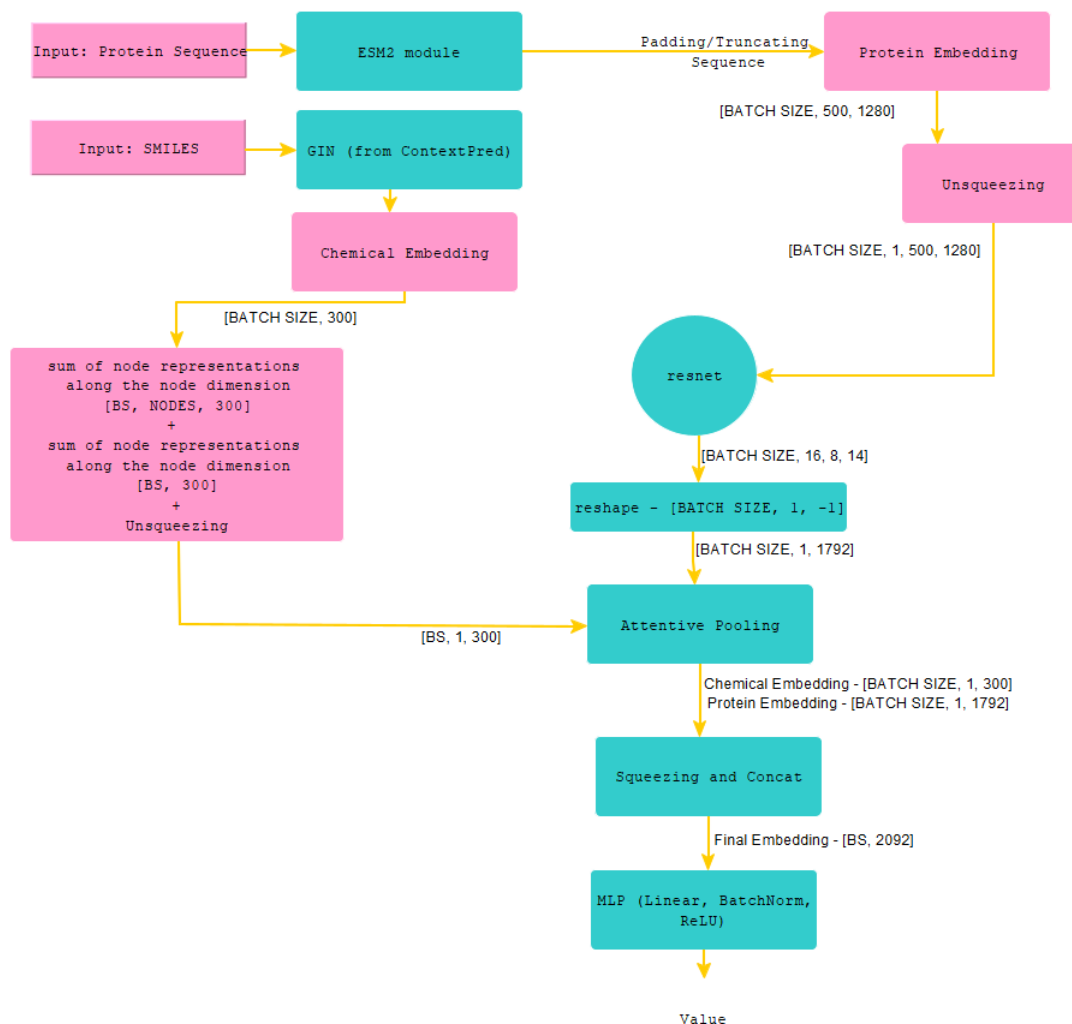 Input: Protein Sequence
ESM2 module
Padding/Truncating
Sequence
Protein Embedding
[BATCH SIZE, 500, 1280]
Input: SMILES
GIN (from ContextPred)
Unsqueezing
Chemical Embedding
[BATCH SIZE, 1, 500, 1280]
[BATCH SIZE, 300]
sum of node representations
along the node dimension
[BS, NODES, 300]
+
sum of node representations
along the node dimension
[BS, 300]
+
Unsqueezing
resnet
[BATCH SIZE, 16, 8, 14]
reshape - [BATCH SIZE, 1, -1]
[BATCH SIZE, 1, 1792]
Attentive Pooling
[BS, 1, 300]
Chemical Embedding - [BATCH SIZE, 1, 300]
Protein Embedding - [BATCH SIZE, 1, 1792]
Squeezing and Concat
Final Embedding - [BS, 2092]
MLP (Linear, BatchNorm,
ReLU)
Value